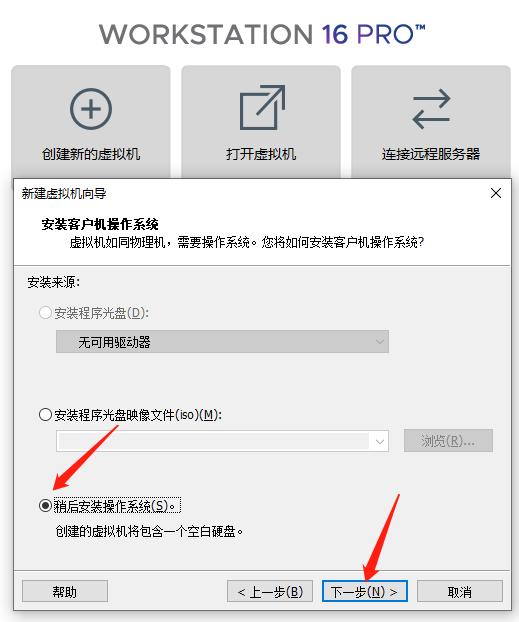 WORKSTATION 16 PRO™
创建新的虚拟机
打开虚拟机
连接远程服务器
新建虚拟机向导
安装客户机操作系统
虚拟机如同物理机，需要操作系统。您将如何安装客户机操作系统?
安装来源:
安装程序光盘(D):
无可用驱动器
安装程序光盘映像文件(iso)(M):
浏览(R)...
稍后安装操作系统(S)。
创建的虚拟机将包含一个空白硬盘。
帮助
< 上一步(B)
下一步(N) >
取消